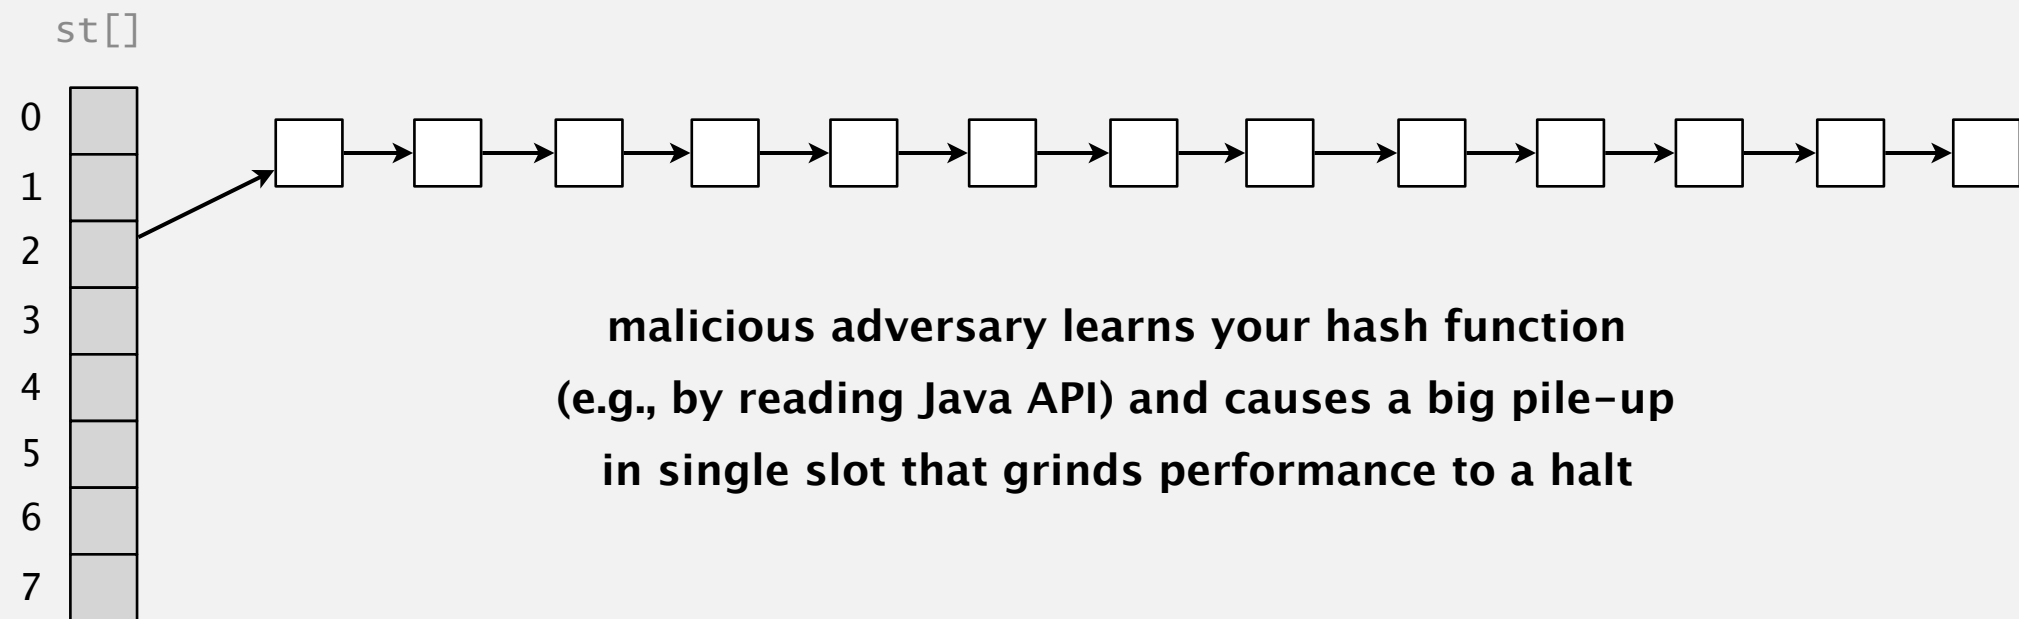 st[]
0
1
2
3
4
5
6
7
malicious adversary learns your hash function
(e.g., by reading Java API) and causes a big pile-up
in single slot that grinds performance to a halt